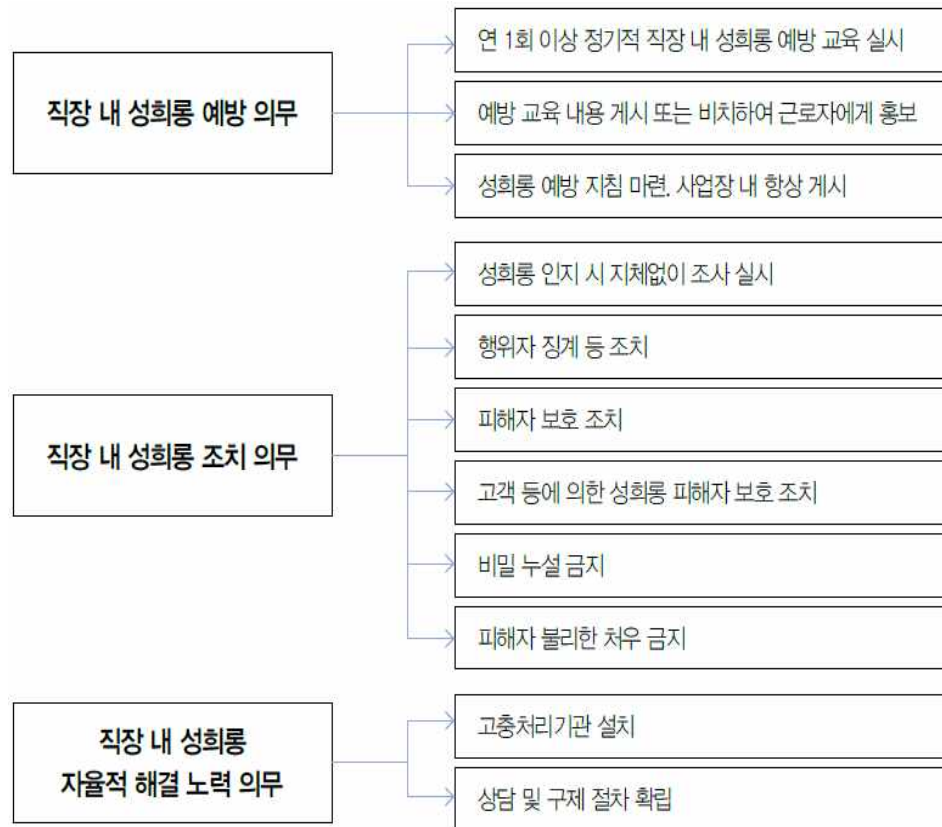 직장 내 성희롱 예방 의무
연 1회 이상 정기적 직장 내 성희롱 예방 교육 실시
예방 교육 내용 게시 또는 비치하여 근로자에게 홍보
성희롱 예방 지침 마련. 사업장 내 항상 게시
직장 내 성희롱 조치 의무
성희롱 인지 시 지체없이 조사 실시
행위자 징계 등 조치
피해자 보호 조치
고객 등에 의한 성희롱 피해자 보호 조치
비밀 누설 금지
피해자 불리한 처우 금지
직장 내 성희롱
자율적 해결 노력 의무
고충처리기관 설치
상담 및 구제 절차 확립